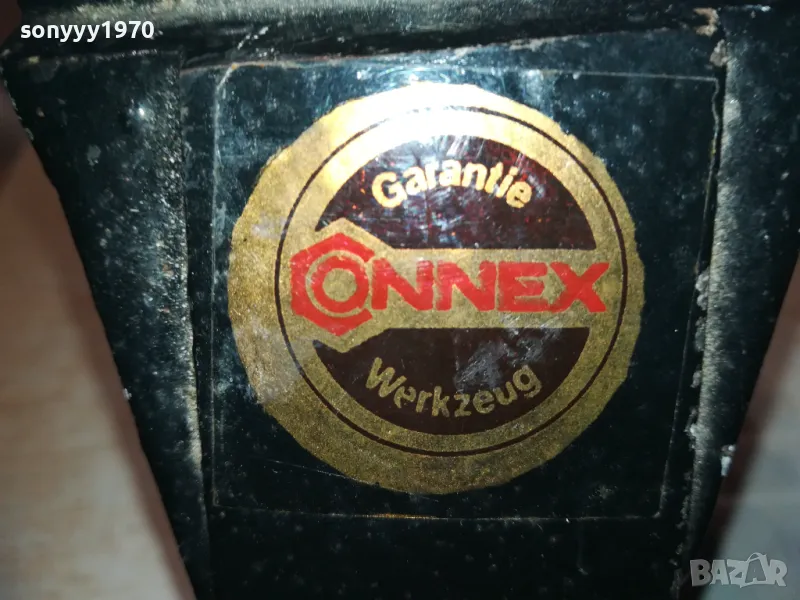 sonyyy1970
Garantie
CONNEX
Werkzeug
BAZAR